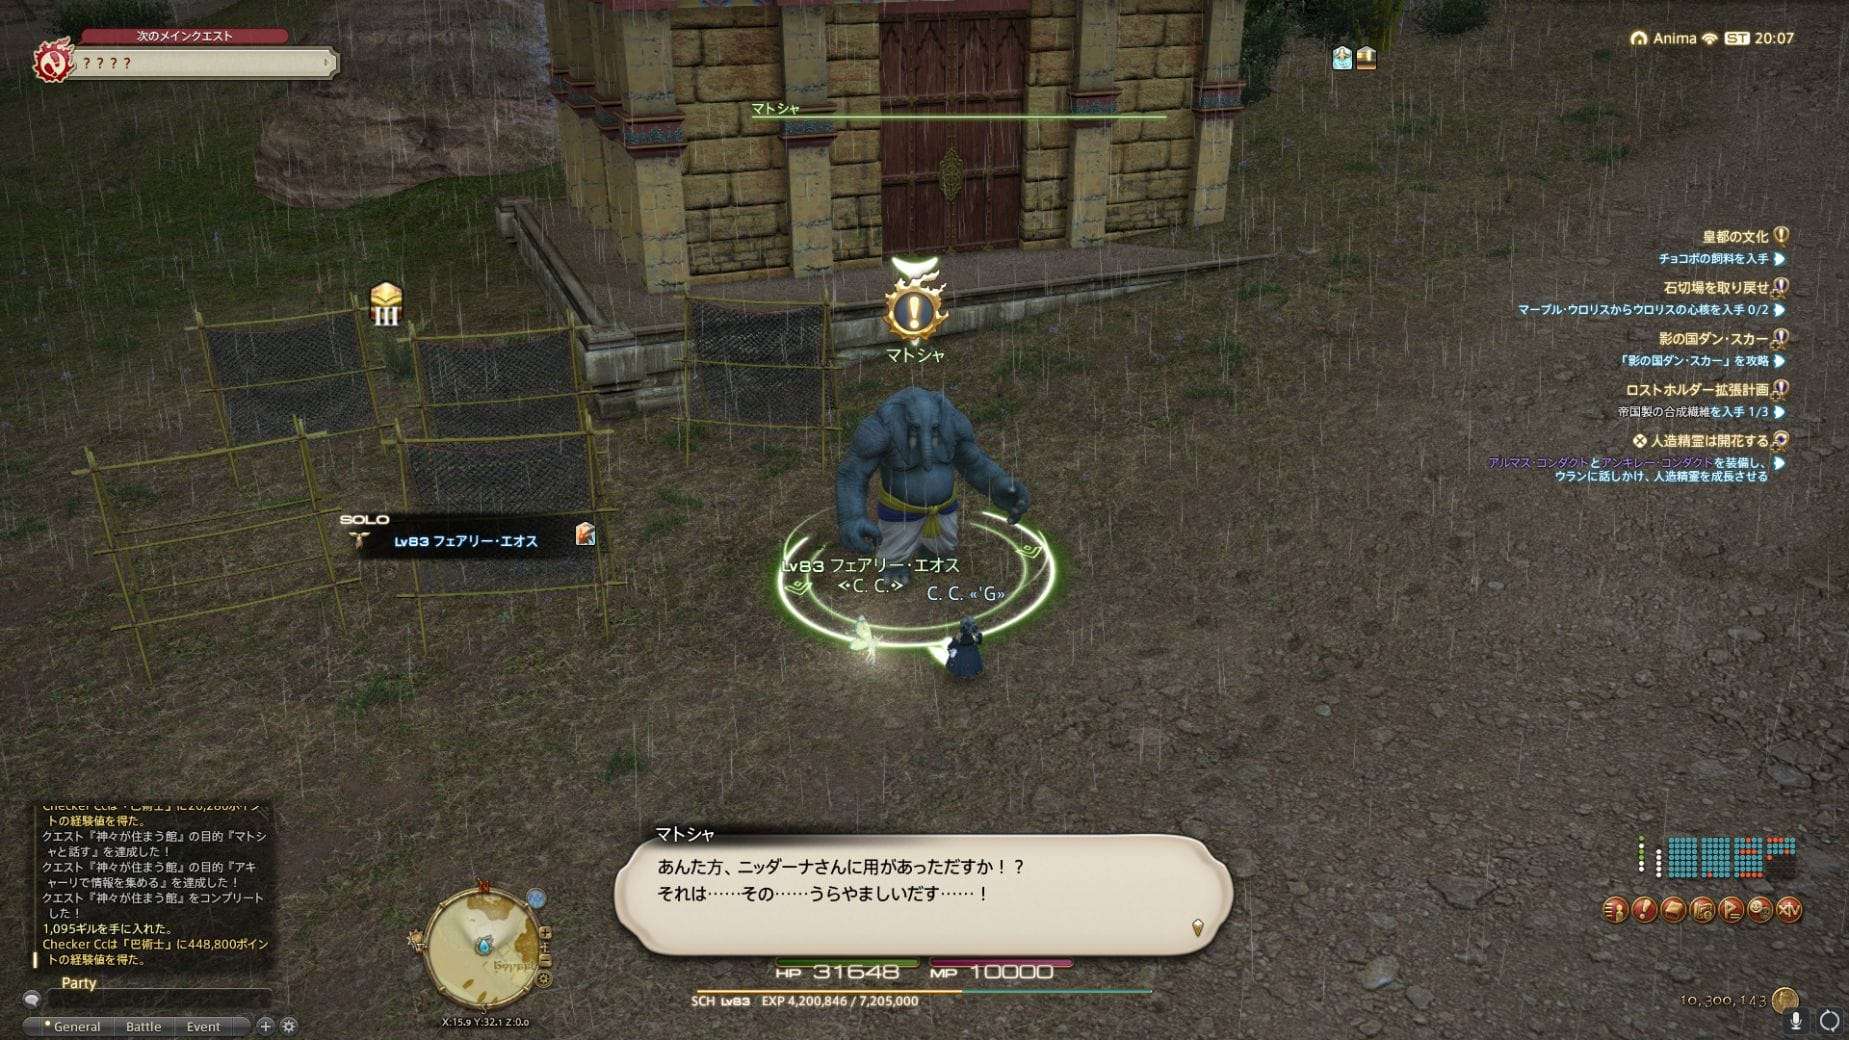 次のメインクエスト
????
Anima ST 20:07
マトシャ
皇都の文化
チョコボの飼料を入手
石切場を取り戻せ
マーブル・ウロリスからウロリスの心核を入手 0/2
影の国ダン・スカー
「影の国ダン・スカー」を攻略
ロストホルダー拡張計画
帝国製の合成繊維を入手 1/3
人造精霊は開花する
アルマス・コンダクトとアンキレー・コンダクトを装備し、
ウランに話しかけ、人造精霊を成長させる
III
マトシャ
SOLO
Lv83 フェアリー・エオス
Lv83 フェアリー・エオス
«C. C.»
C. C. «'G»
Checker Ccは「巴術士」に20,280ポイン
トの経験値を得た。
クエスト『神々が住まう館』の目的『マトシ
ャと話す』を達成した！
クエスト『神々が住まう館』の目的『アキ
ャーリで情報を集める』を達成した！
クエスト『神々が住まう館』をコンプリート
した！
1,095ギルを手に入れた。
Checker Ccは「巴術士」に448,800ポイン
トの経験値を得た。
Party
General Battle Event
N
X:15.9 Y:32.1 Z:0.0
マトシャ
あんた方、ニッダーナさんに用があっただすか！？
それは……その……うらやましいだす……！
HP 31648 MP 10000
SCH Lv83 EXP 4,200,846 / 7,205,000
XIV
10,300,143